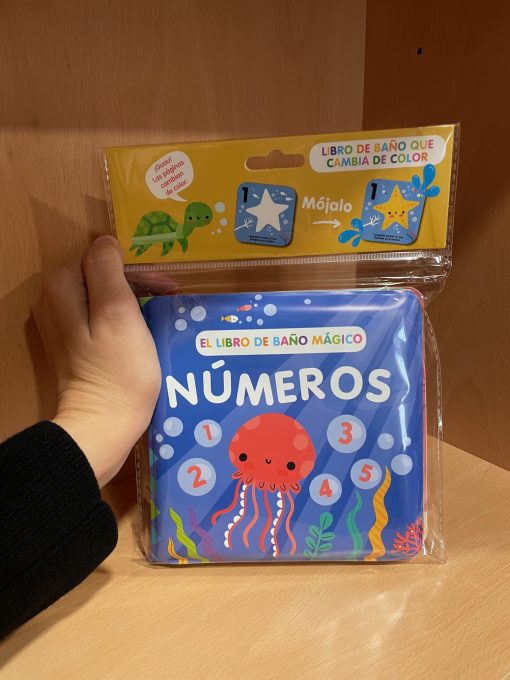 LIBRO DE BAÑO QUE
CAMBIA DE COLOR
¡Guau!
Las páginas
cambian
de color.
1
Mójalo
1
EL LIBRO DE BAÑO MÁGICO
NÚMEROS
1
2
3
4
5